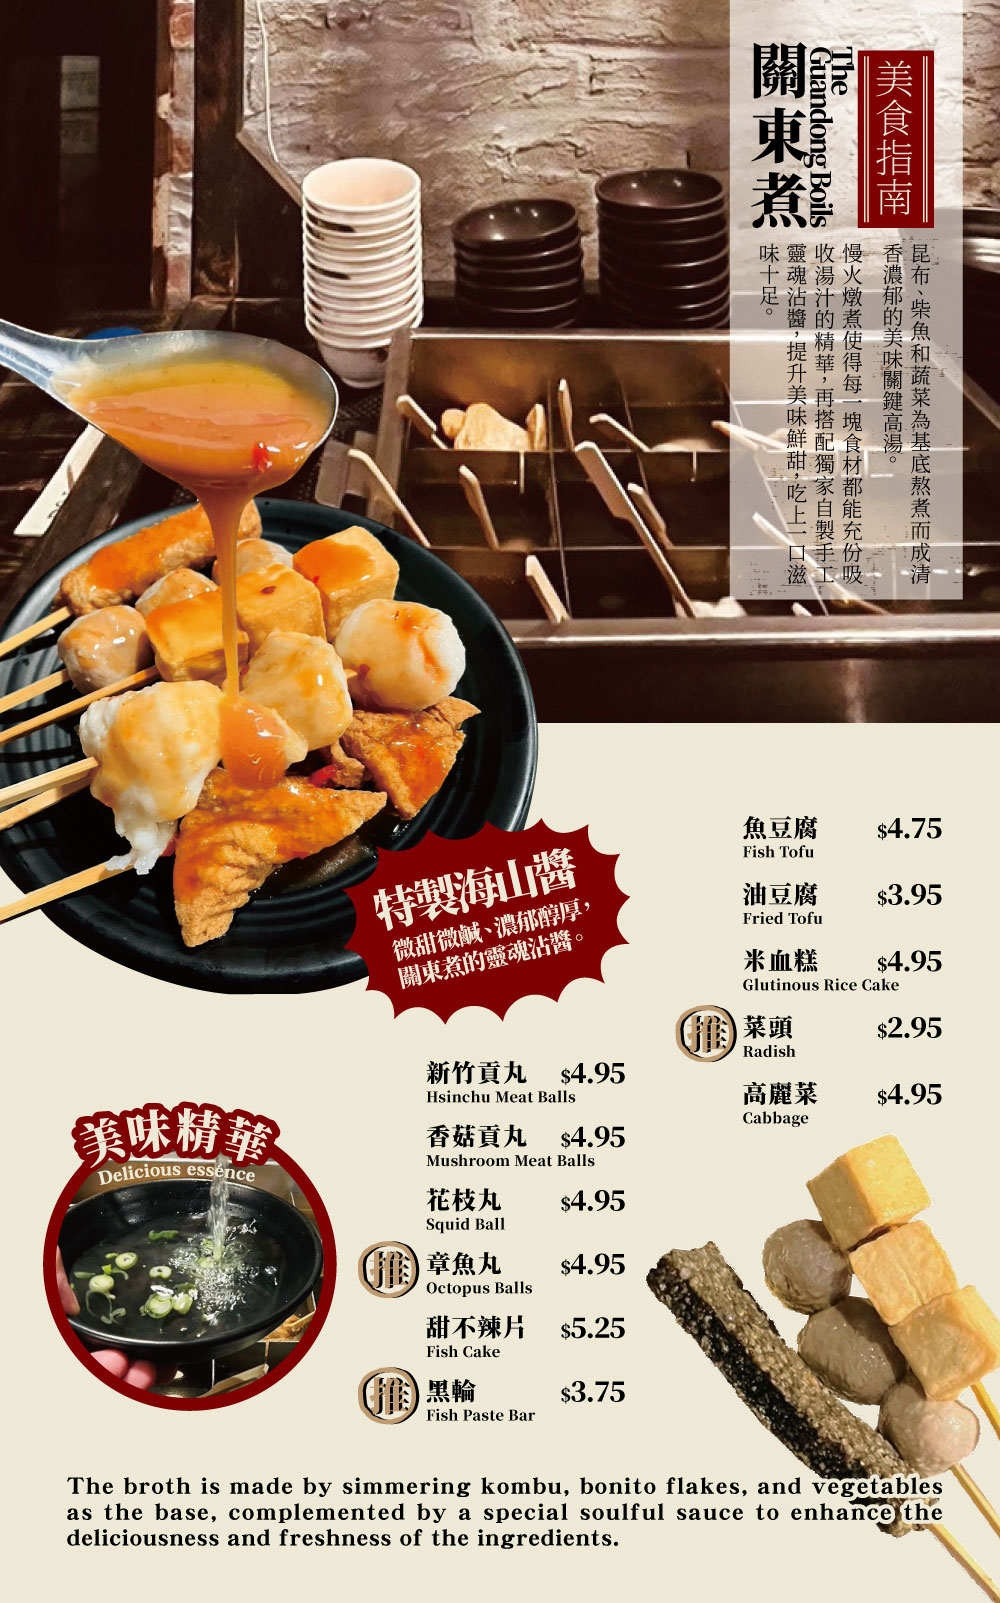 美食指南
關東煮
The
Guandong Boils
昆布、柴魚和蔬菜為基底熬煮而成清
香濃郁的美味關鍵高湯。
慢火燉煮使得每一塊食材都能充份吸
收湯汁的精華，再搭配獨家自製手工
靈魂沾醬，提升美味鮮甜，吃上一口滋
味十足。
特製海山醬
微甜微鹹、濃郁醇厚，
關東煮的靈魂沾醬。
魚豆腐 $4.75
Fish Tofu
油豆腐 $3.95
Fried Tofu
米血糕 $4.95
Glutinous Rice Cake
推 菜頭 $2.95
Radish
高麗菜 $4.95
Cabbage
新竹貢丸 $4.95
Hsinchu Meat Balls
香菇貢丸 $4.95
Mushroom Meat Balls
花枝丸 $4.95
Squid Ball
推 章魚丸 $4.95
Octopus Balls
甜不辣片 $5.25
Fish Cake
推 黑輪 $3.75
Fish Paste Bar
美味精華
Delicious essence
The broth is made by simmering kombu, bonito flakes, and vegetables
as the base, complemented by a special soulful sauce to enhance the
deliciousness and freshness of the ingredients.